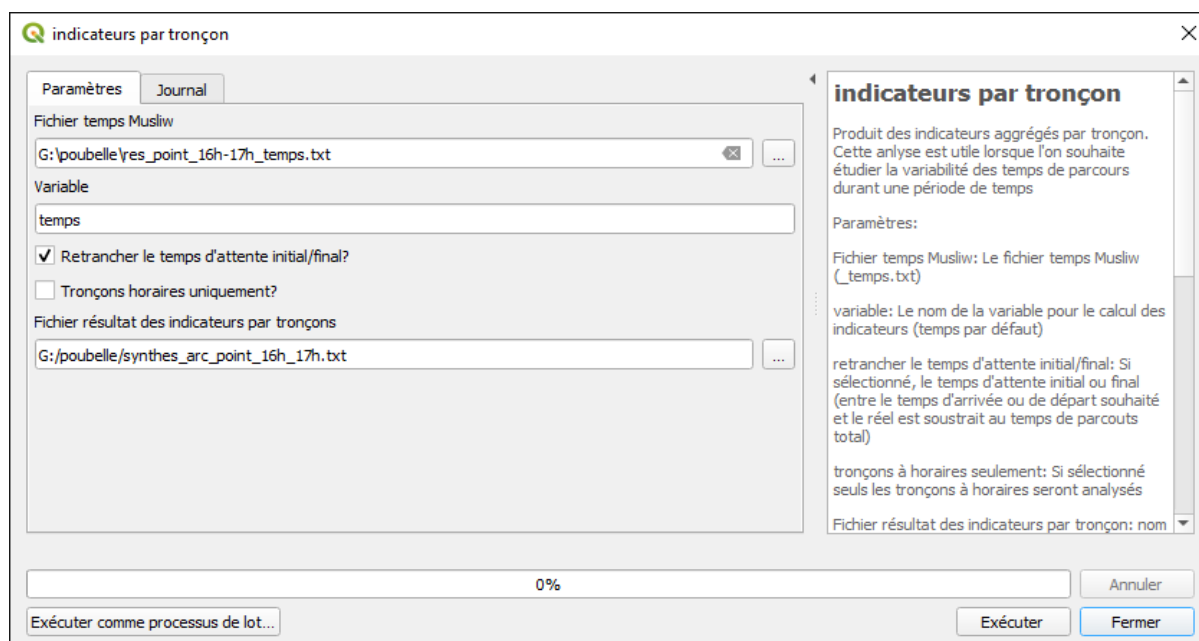 indicateurs par tronçon
Paramètres
Journal
Fichier temps Musliw
G:\poubelle\res_point_16h-17h_temps.txt
...
Variable
temps
Retrancher le temps d'attente initial/final?
Tronçons horaires uniquement?
Fichier résultat des indicateurs par tronçons
G:/poubelle/synthes_arc_point_16h_17h.txt
...
indicateurs par tronçon
Produit des indicateurs aggrégés par tronçon.
Cette anlyse est utile lorsque l'on souhaite
étudier la variabilité des temps de parcours
durant une période de temps
Paramètres:
Fichier temps Musliw: Le fichier temps Musliw
(_temps.txt)
variable: Le nom de la variable pour le calcul des
indicateurs (temps par défaut)
retrancher le temps d'attente initial/final: Si
sélectionné, le temps d'attente initial ou final
(entre le temps d'arrivée ou de départ souhaité
et le réel est soustrait au temps de parcouts
total)
tronçons à horaires seulement: Si sélectionné
seuls les tronçons à horaires seront analysés
Fichier résultat des indicateurs par tronçon: nom
0%
Annuler
Exécuter comme processus de lot...
Exécuter
Fermer